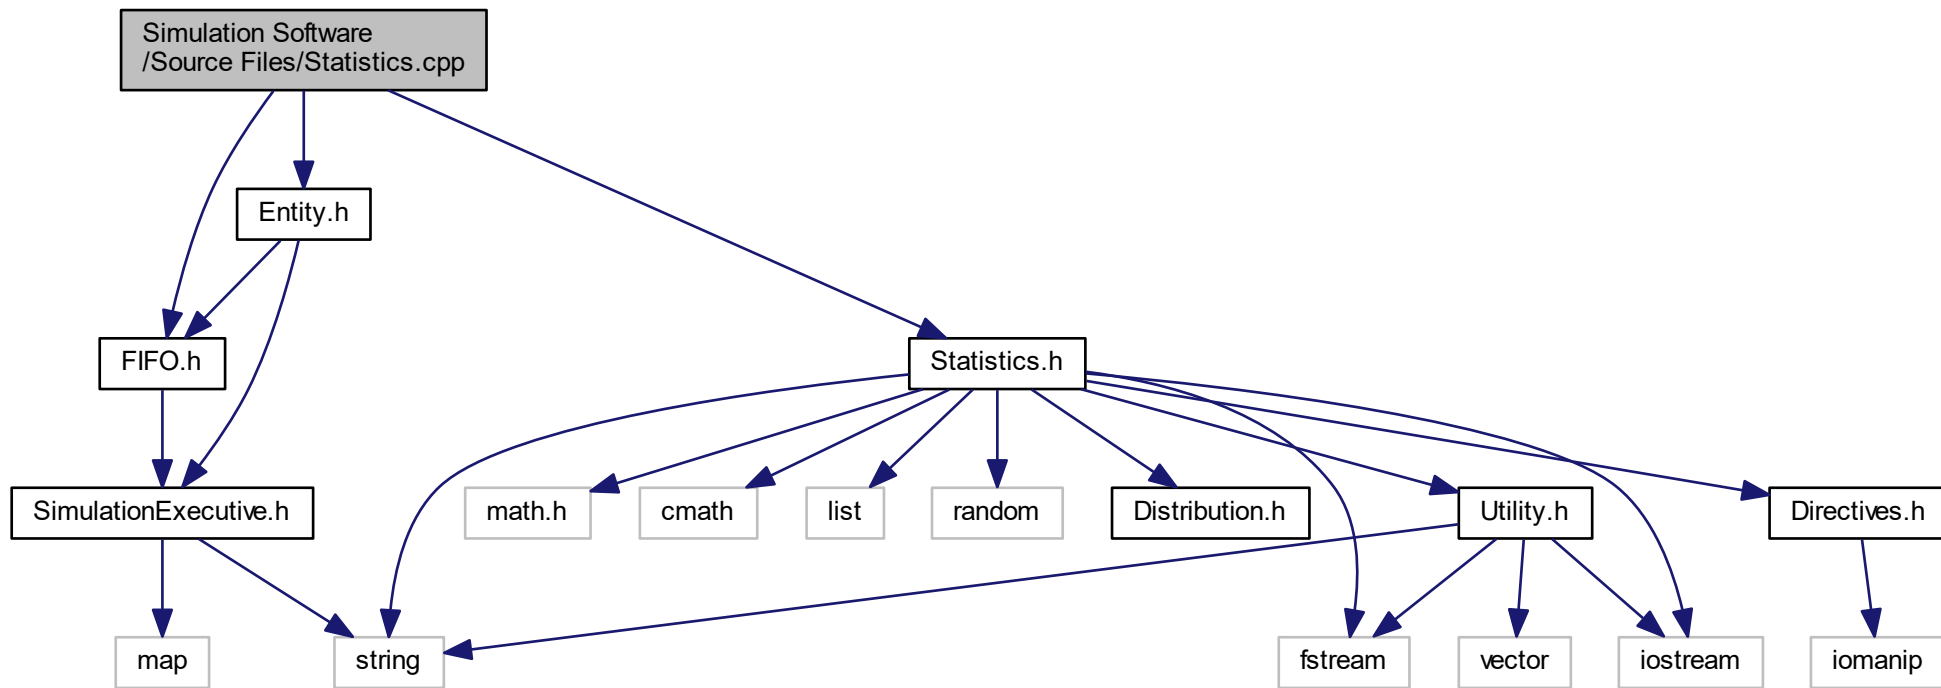 Simulation Software
/Source Files/Statistics.cpp
Entity.h
FIFO.h
Statistics.h
SimulationExecutive.h
math.h
cmath
list
random
Distribution.h
Utility.h
Directives.h
map
string
fstream
vector
iostream
iomanip